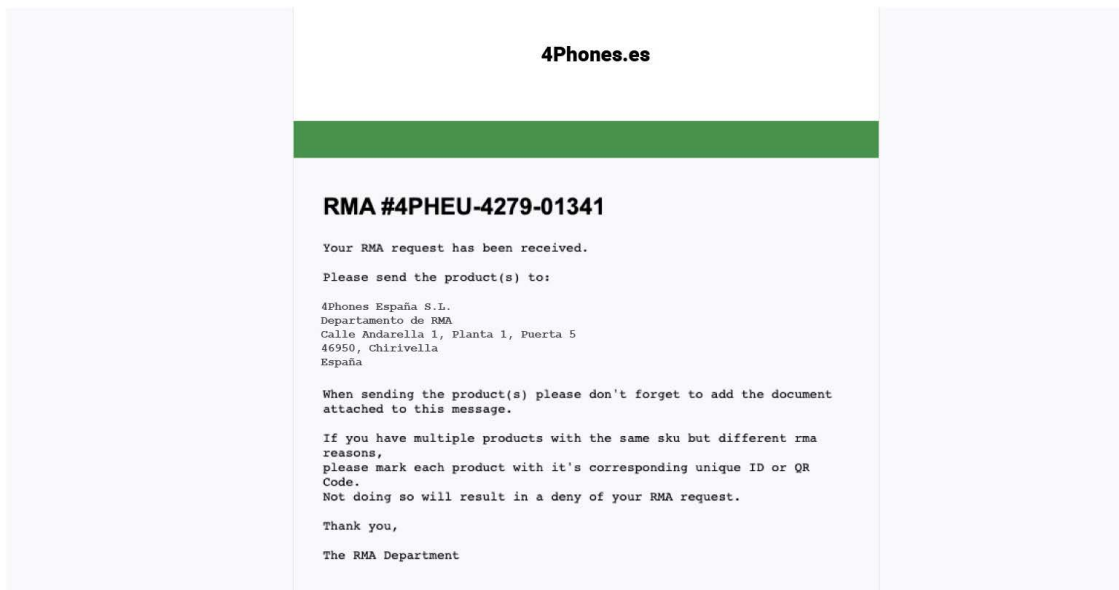 4Phones.es
RMA #4PHEU-4279-01341
Your RMA request has been received.
Please send the product(s) to:
4Phones España S.L.
Departamento de RMA
Calle Andarella 1, Planta 1, Puerta 5
46950, Chirivella
España
When sending the product(s) please don't forget to add the document
attached to this message.
If you have multiple products with the same sku but different rma
reasons,
please mark each product with it's corresponding unique ID or QR
Code.
Not doing so will result in a deny of your RMA request.
Thank you,
The RMA Department